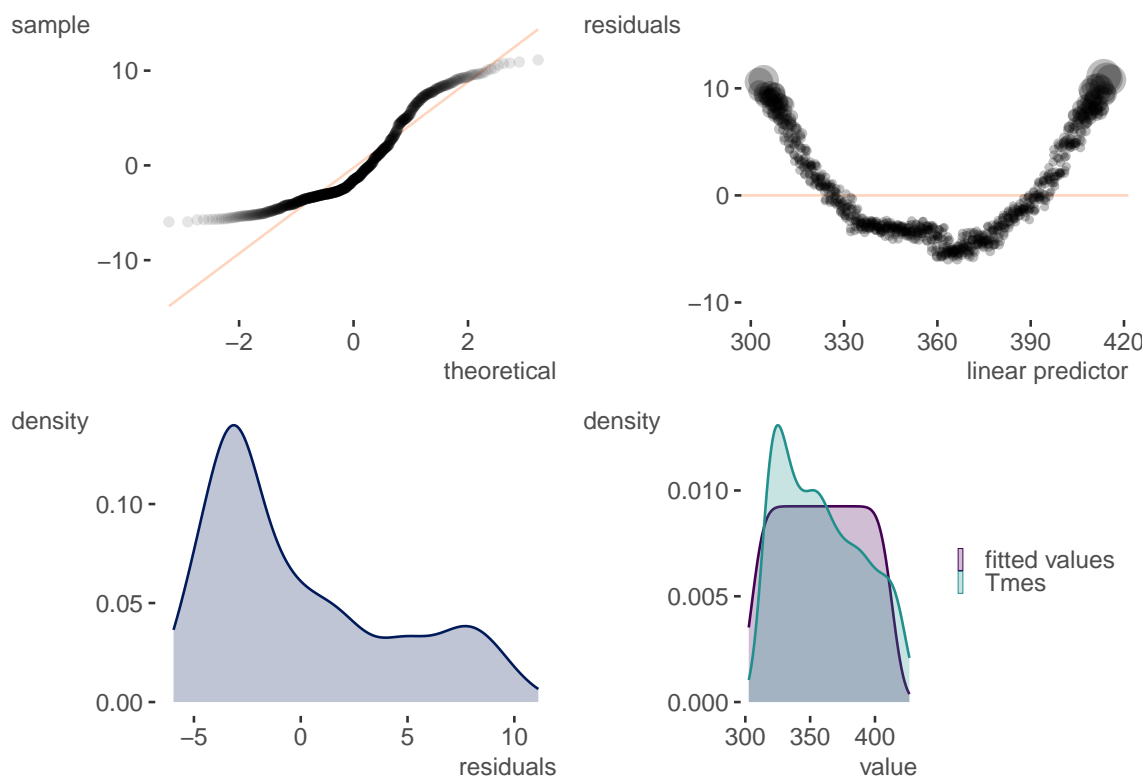 sample
10
0
−10
−2 0 2
theoretical
residuals
10
0
−10
300 330 360 390 420
linear predictor
density
0.10
0.05
0.00
−5 0 5 10
residuals
density
0.010
0.005
0.000
300 350 400
value
fitted values
Tmes